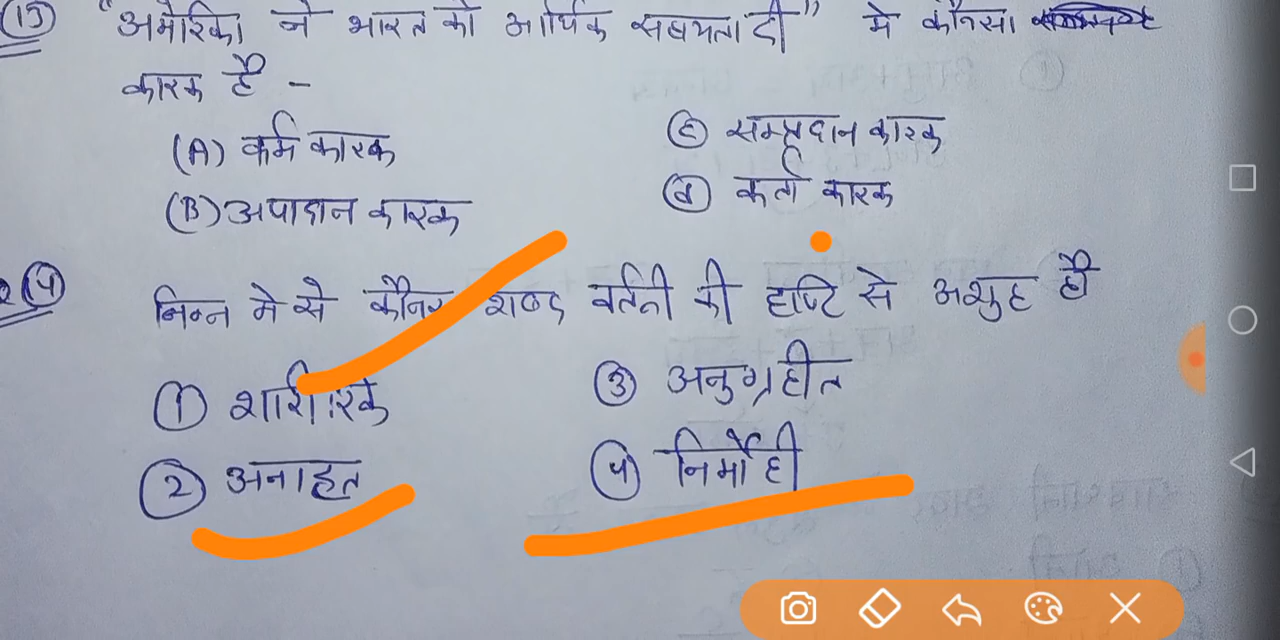 13) "अमेरिका ने भारत को आर्थिक सहायता दी" मे कौनसा
कारक है -
(A) कर्म कारक
(B) अपादान कारक
(C) सम्प्रदान कारक
(D) कर्ता कारक
(4) निम्न मे से कौनसा शब्द वर्तनी की दृष्टि से अशुद्ध है
(1) शारीरिक
(2) अनाहत
(3) अनुग्रहीत
(4) निर्मोही